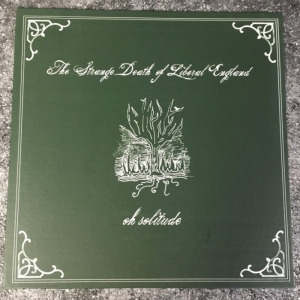 The Strange Death of Liberal England
oh solitude